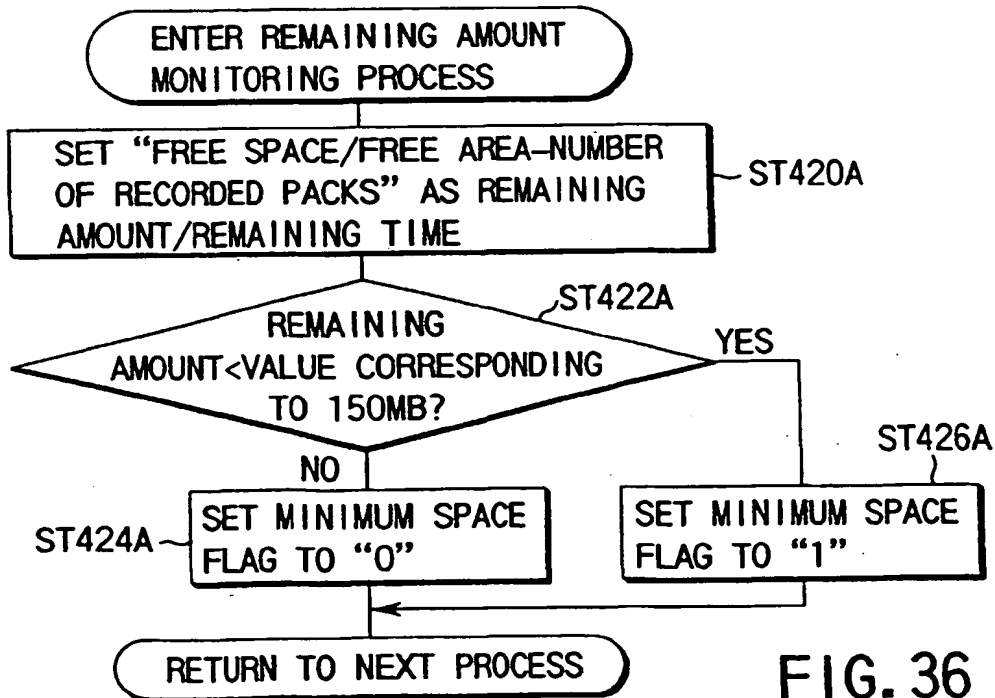 ENTER REMAINING AMOUNT
MONITORING PROCESS
SET “FREE SPACE/FREE AREA–NUMBER
OF RECORDED PACKS” AS REMAINING
AMOUNT/REMAINING TIME
ST420A
ST422A
REMAINING
AMOUNT<VALUE CORRESPONDING
TO 150MB?
YES
NO
ST426A
ST424A
SET MINIMUM SPACE
FLAG TO “0”
SET MINIMUM SPACE
FLAG TO “1”
RETURN TO NEXT PROCESS
FIG. 36